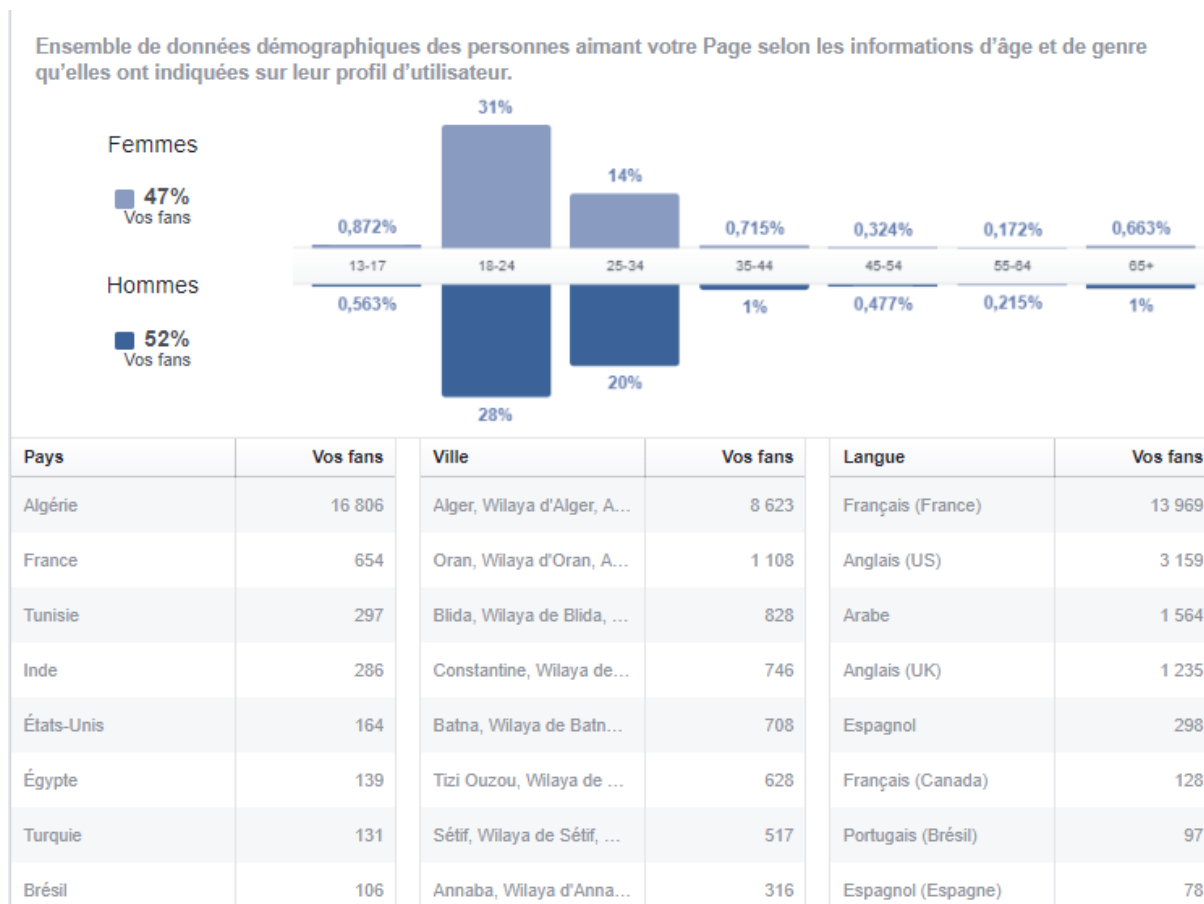 Ensemble de données démographiques des personnes aimant votre Page selon les informations d'âge et de genre
qu'elles ont indiquées sur leur profil d'utilisateur.
Femmes
47%
Vos fans
0,872% 31% 14% 0,715% 0,324% 0,172% 0,663%
13-17 18-24 25-34 35-44 45-54 55-64 65+
Hommes
52%
Vos fans
0,563% 28% 20% 1% 0,477% 0,215% 1%
Pays Vos fans Ville Vos fans Langue Vos fans
Algérie 16 806 Alger, Wilaya d'Alger, A... 8 623 Français (France) 13 969
France 654 Oran, Wilaya d'Oran, A... 1 108 Anglais (US) 3 159
Tunisie 297 Blida, Wilaya de Blida, ... 828 Arabe 1 564
Inde 286 Constantine, Wilaya de... 746 Anglais (UK) 1 235
États-Unis 164 Batna, Wilaya de Batn... 708 Espagnol 298
Égypte 139 Tizi Ouzou, Wilaya de ... 628 Français (Canada) 128
Turquie 131 Sétif, Wilaya de Sétif, ... 517 Portugais (Brésil) 97
Brésil 106 Annaba, Wilaya d'Anna... 316 Espagnol (Espagne) 78